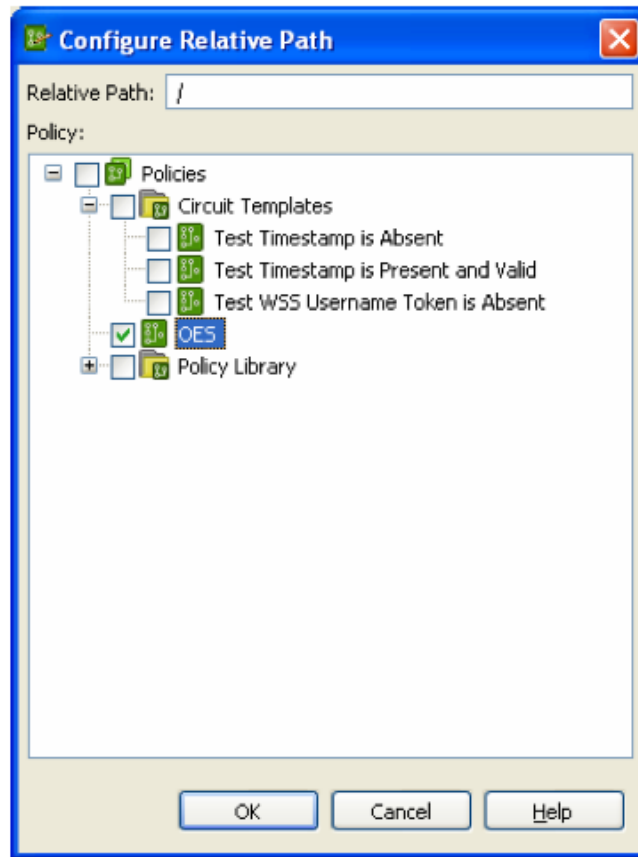 Configure Relative Path
Relative Path: /
Policy:
Policies
Circuit Templates
Test Timestamp is Absent
Test Timestamp is Present and Valid
Test WSS Username Token is Absent
OES
Policy Library
OK Cancel Help